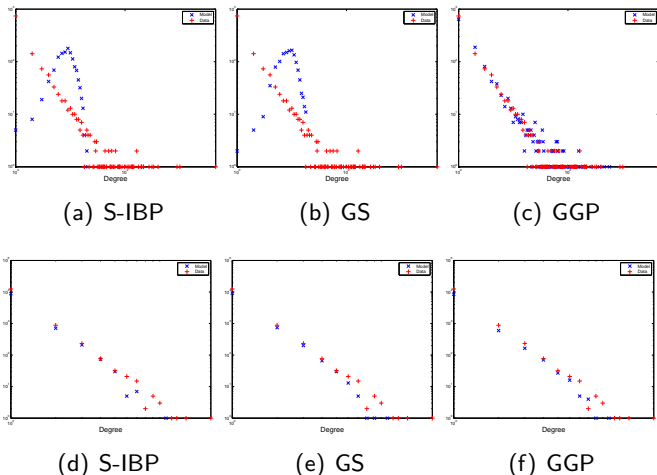 Model
Data
Model
Data
Model
Data
Degree
Degree
Degree
(a) S-IBP
(b) GS
(c) GGP
Model
Data
Model
Data
Model
Data
Degree
Degree
Degree
(d) S-IBP
(e) GS
(f) GGP